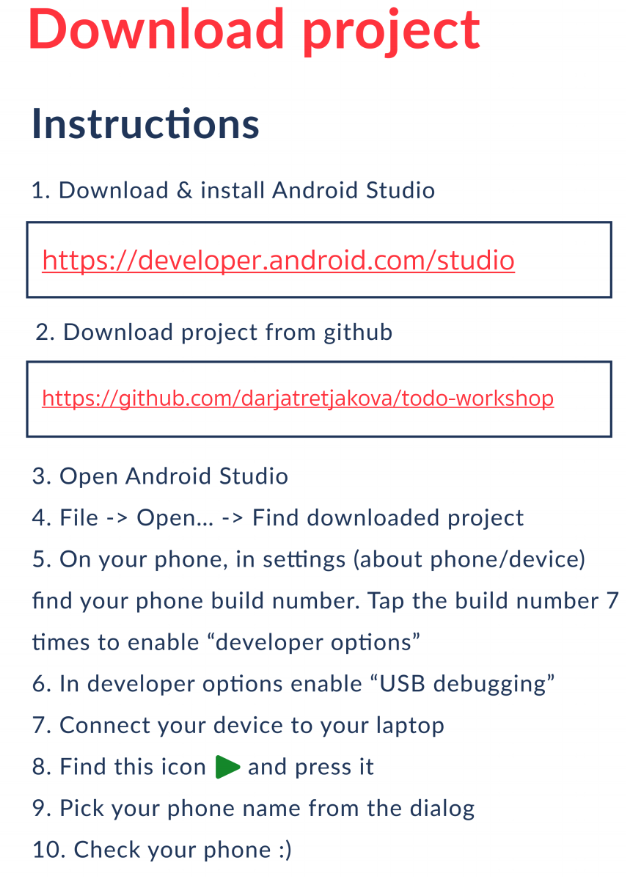 Download project
Instructions
1. Download & install Android Studio
https://developer.android.com/studio
2. Download project from github
https://github.com/darjatretjakova/todo-workshop
3. Open Android Studio
4. File -> Open... -> Find downloaded project
5. On your phone, in settings (about phone/device)
find your phone build number. Tap the build number 7
times to enable “developer options”
6. In developer options enable “USB debugging”
7. Connect your device to your laptop
8. Find this icon and press it
9. Pick your phone name from the dialog
10. Check your phone :)